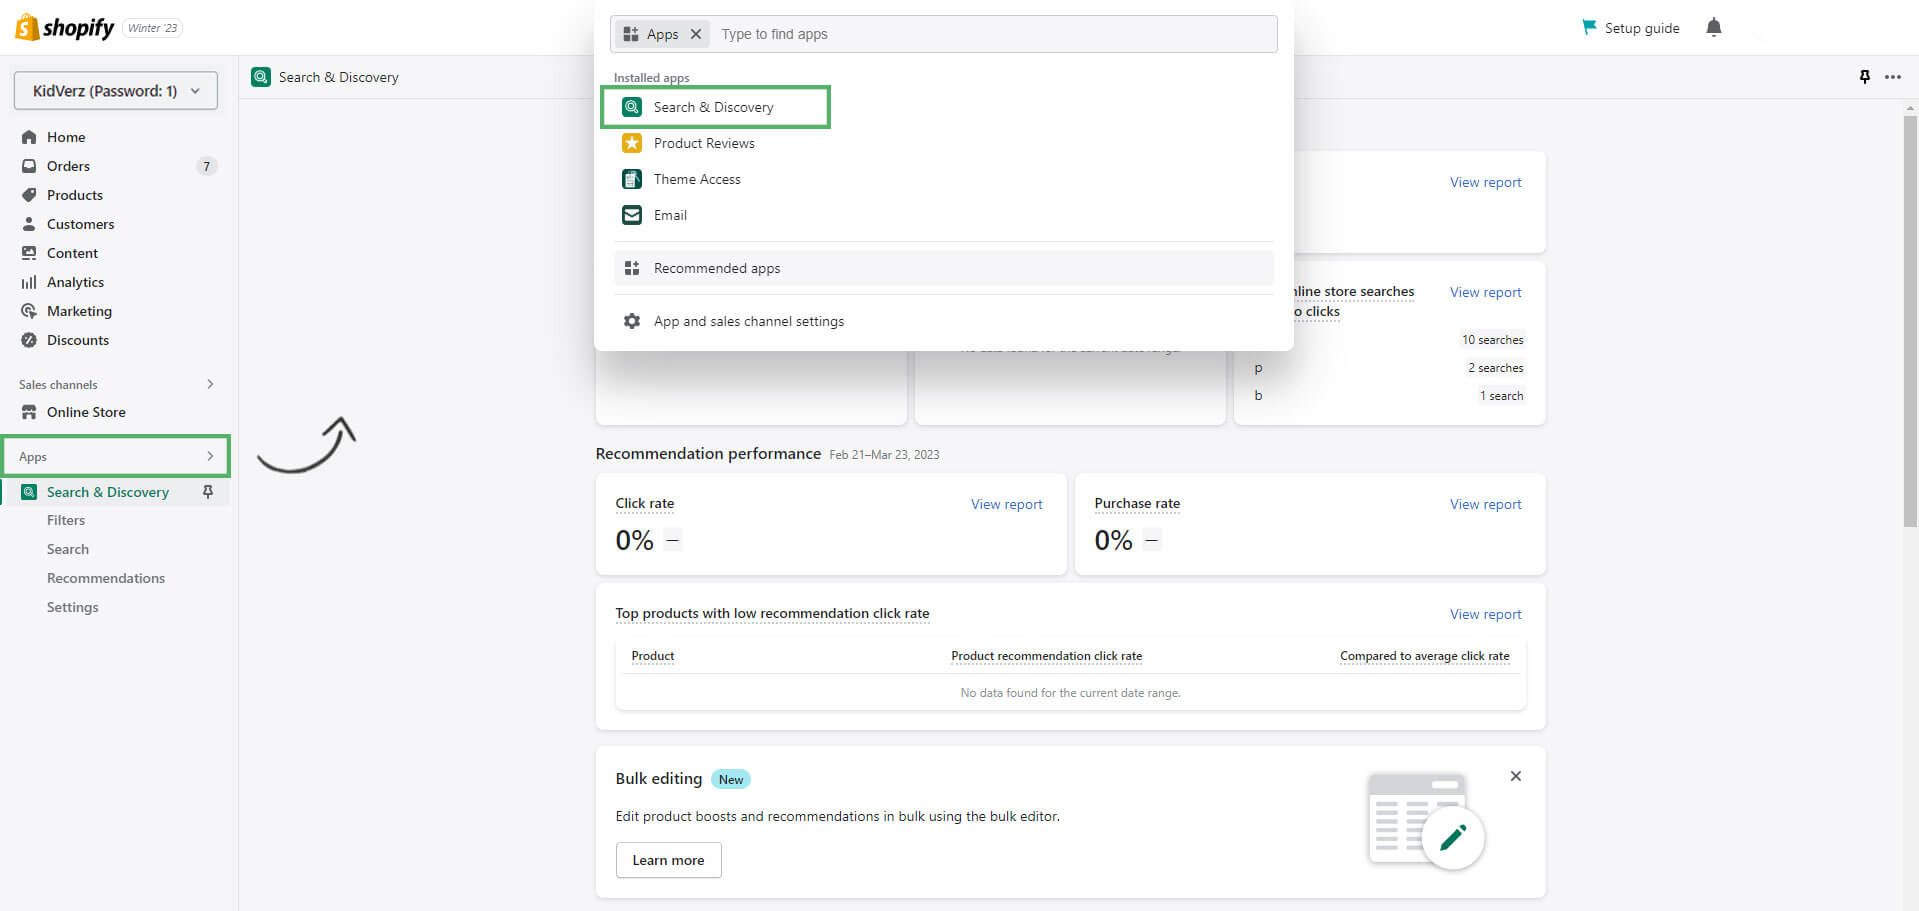 shopify
Winter '23
Apps
Type to find apps
Setup guide
KidVerz (Password: 1)
Search & Discovery
Installed apps
Search & Discovery
Product Reviews
Theme Access
Email
Recommended apps
App and sales channel settings
Home
Orders
7
Products
Customers
Content
Analytics
Marketing
Discounts
Sales channels
Online Store
Apps
Search & Discovery
Filters
Search
Recommendations
Settings
View report
nline store searches
o clicks
View report
10 searches
p
2 searches
b
1 search
Recommendation performance Feb 21–Mar 23, 2023
Click rate
View report
0% –
Purchase rate
View report
0% –
Top products with low recommendation click rate
View report
Product
Product recommendation click rate
Compared to average click rate
No data found for the current date range.
Bulk editing
New
Edit product boosts and recommendations in bulk using the bulk editor.
Learn more